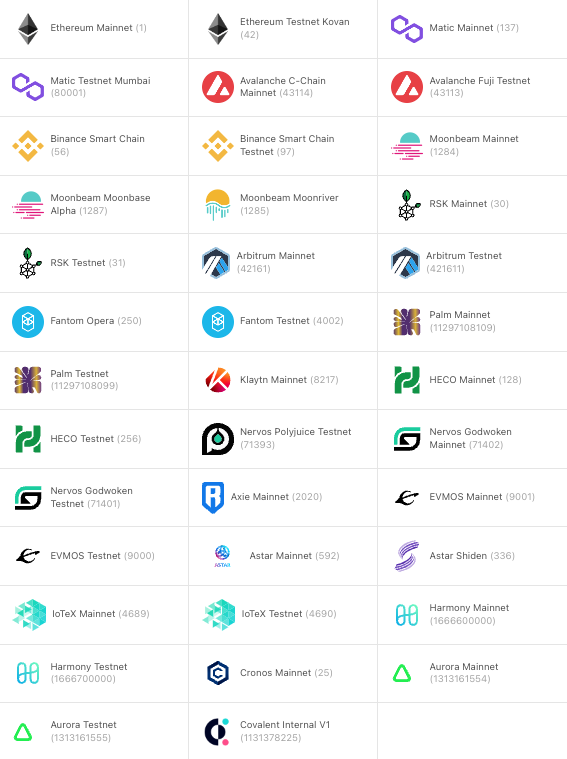 Ethereum Mainnet (1)
Ethereum Testnet Kovan
(42)
Matic Mainnet (137)
Matic Testnet Mumbai
(80001)
Avalanche C-Chain
Mainnet (43114)
Avalanche Fuji Testnet
(43113)
Binance Smart Chain
(56)
Binance Smart Chain
Testnet (97)
Moonbeam Mainnet
(1284)
Moonbeam Moonbase
Alpha (1287)
Moonbeam Moonriver
(1285)
RSK Mainnet (30)
RSK Testnet (31)
Arbitrum Mainnet
(42161)
Arbitrum Testnet
(421611)
Fantom Opera (250)
Fantom Testnet (4002)
Palm Mainnet
(11297108109)
Palm Testnet
(11297108099)
Klaytn Mainnet (8217)
HECO Mainnet (128)
HECO Testnet (256)
Nervos Polyjuice Testnet
(71393)
Nervos Godwoken
Mainnet (71402)
Nervos Godwoken
Testnet (71401)
Axie Mainnet (2020)
EVMOS Mainnet (9001)
EVMOS Testnet (9000)
ASTAR
Astar Mainnet (592)
Astar Shiden (336)
IoTeX Mainnet (4689)
IoTeX Testnet (4690)
Harmony Mainnet
(1666600000)
Harmony Testnet
(1666700000)
Cronos Mainnet (25)
Aurora Mainnet
(1313161554)
Aurora Testnet
(1313161555)
Covalent Internal V1
(1131378225)